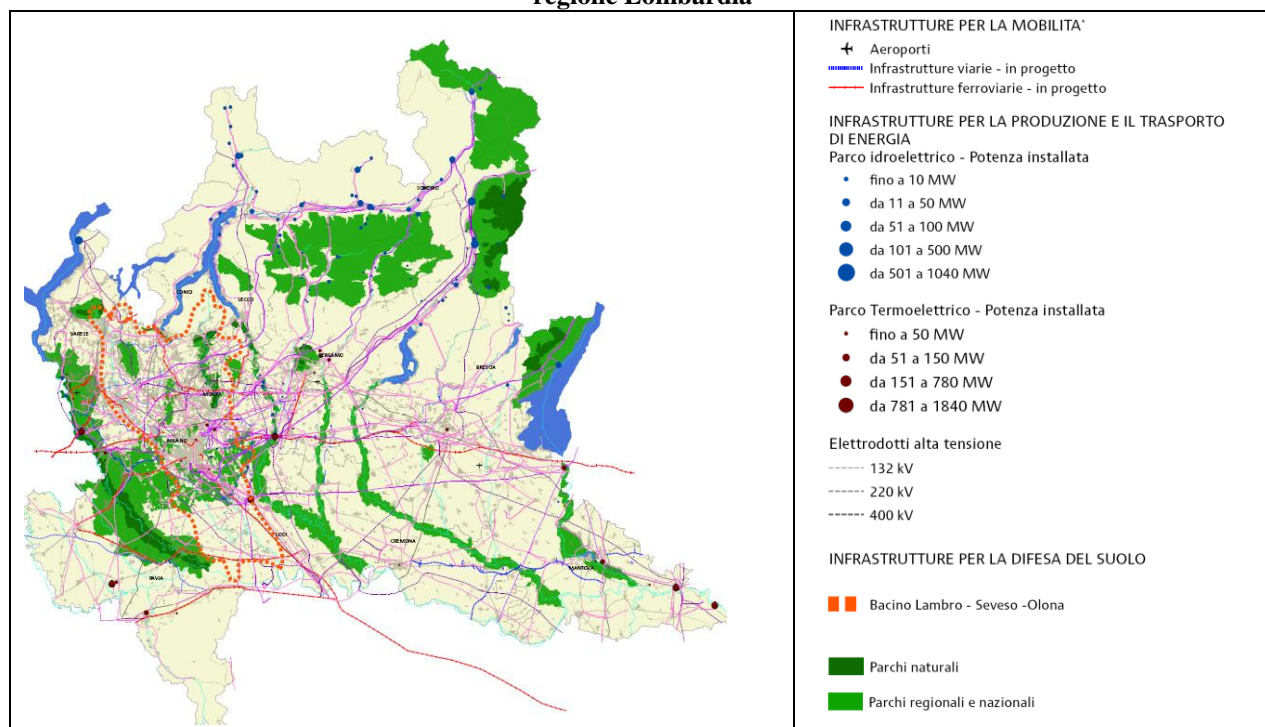 regione Lombardia
INFRASTRUTTURE PER LA MOBILITA'
Aeroporti
Infrastrutture viarie - in progetto
Infrastrutture ferroviarie - in progetto
INFRASTRUTTURE PER LA PRODUZIONE E IL TRASPORTO
DI ENERGIA
Parco idroelettrico - Potenza installata
fino a 10 MW
da 11 a 50 MW
da 51 a 100 MW
da 101 a 500 MW
da 501 a 1040 MW
Parco Termoelettrico - Potenza installata
fino a 50 MW
da 51 a 150 MW
da 151 a 780 MW
da 781 a 1840 MW
Elettrodotti alta tensione
132 kV
220 kV
400 kV
INFRASTRUTTURE PER LA DIFESA DEL SUOLO
Bacino Lambro - Seveso -Olona
Parchi naturali
Parchi regionali e nazionali
SONDRIO
COMO
LECCO
VARESE
BERGAMO
BRESCIA
MONZA
MILANO
LODI
CREMONA
PAVIA
MANTOVA